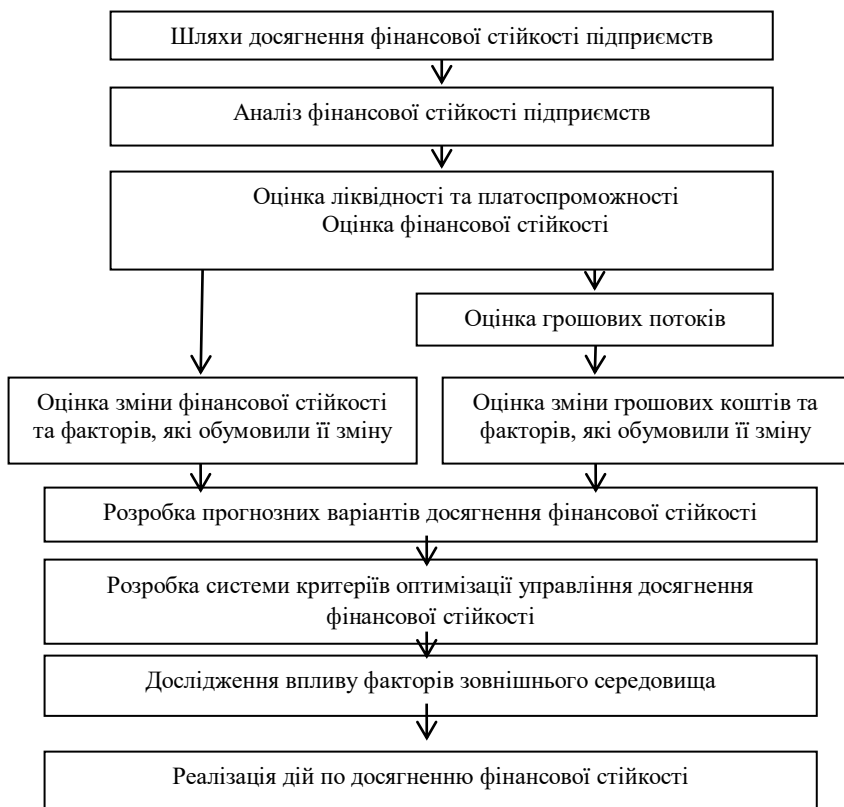 Шляхи досягнення фінансової стійкості підприємств
Аналіз фінансової стійкості підприємств
Оцінка ліквідності та платоспроможності
Оцінка фінансової стійкості
Оцінка грошових потоків
Оцінка зміни фінансової стійкості
та факторів, які обумовили її зміну
Оцінка зміни грошових коштів та
факторів, які обумовили її зміну
Розробка прогнозних варіантів досягнення фінансової стійкості
Розробка системи критеріїв оптимізації управління досягнення
фінансової стійкості
Дослідження впливу факторів зовнішнього середовища
Реалізація дій по досягненню фінансової стійкості